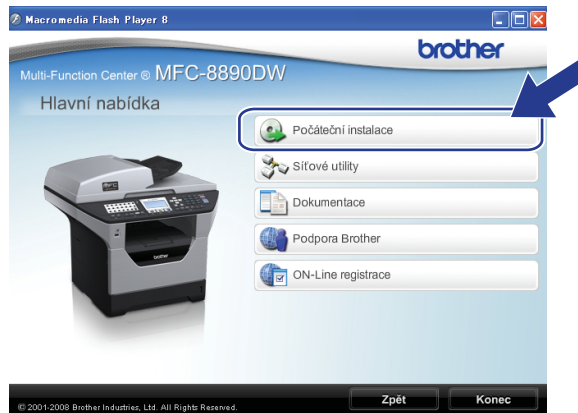 Macromedia Flash Player 8
brother
Multi-Function Center ® MFC-8890DW
Hlavní nabídka
Počáteční instalace
Síťové utility
Dokumentace
Podpora Brother
ON-Line registrace
© 2001-2008 Brother Industries, Ltd. All Rights Reserved.
Zpět
Konec